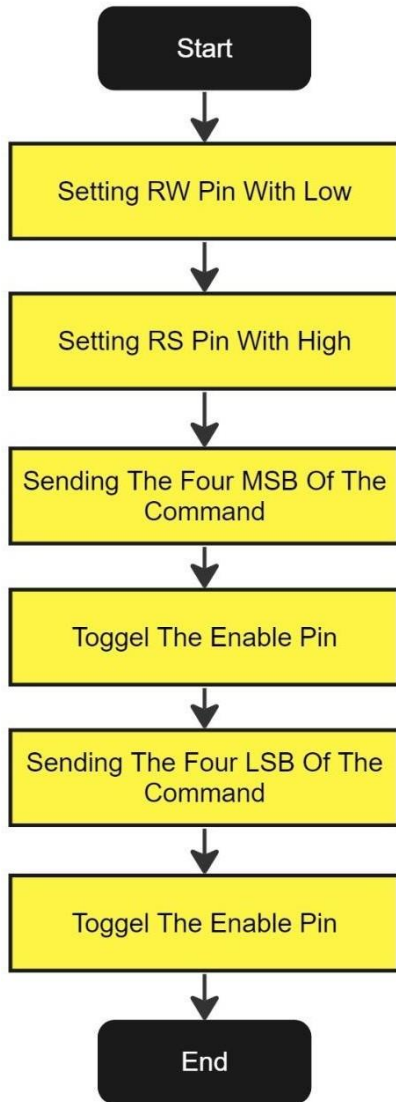 Start
Setting RW Pin With Low
Setting RS Pin With High
Sending The Four MSB Of The
Command
Toggel The Enable Pin
Sending The Four LSB Of The
Command
Toggel The Enable Pin
End